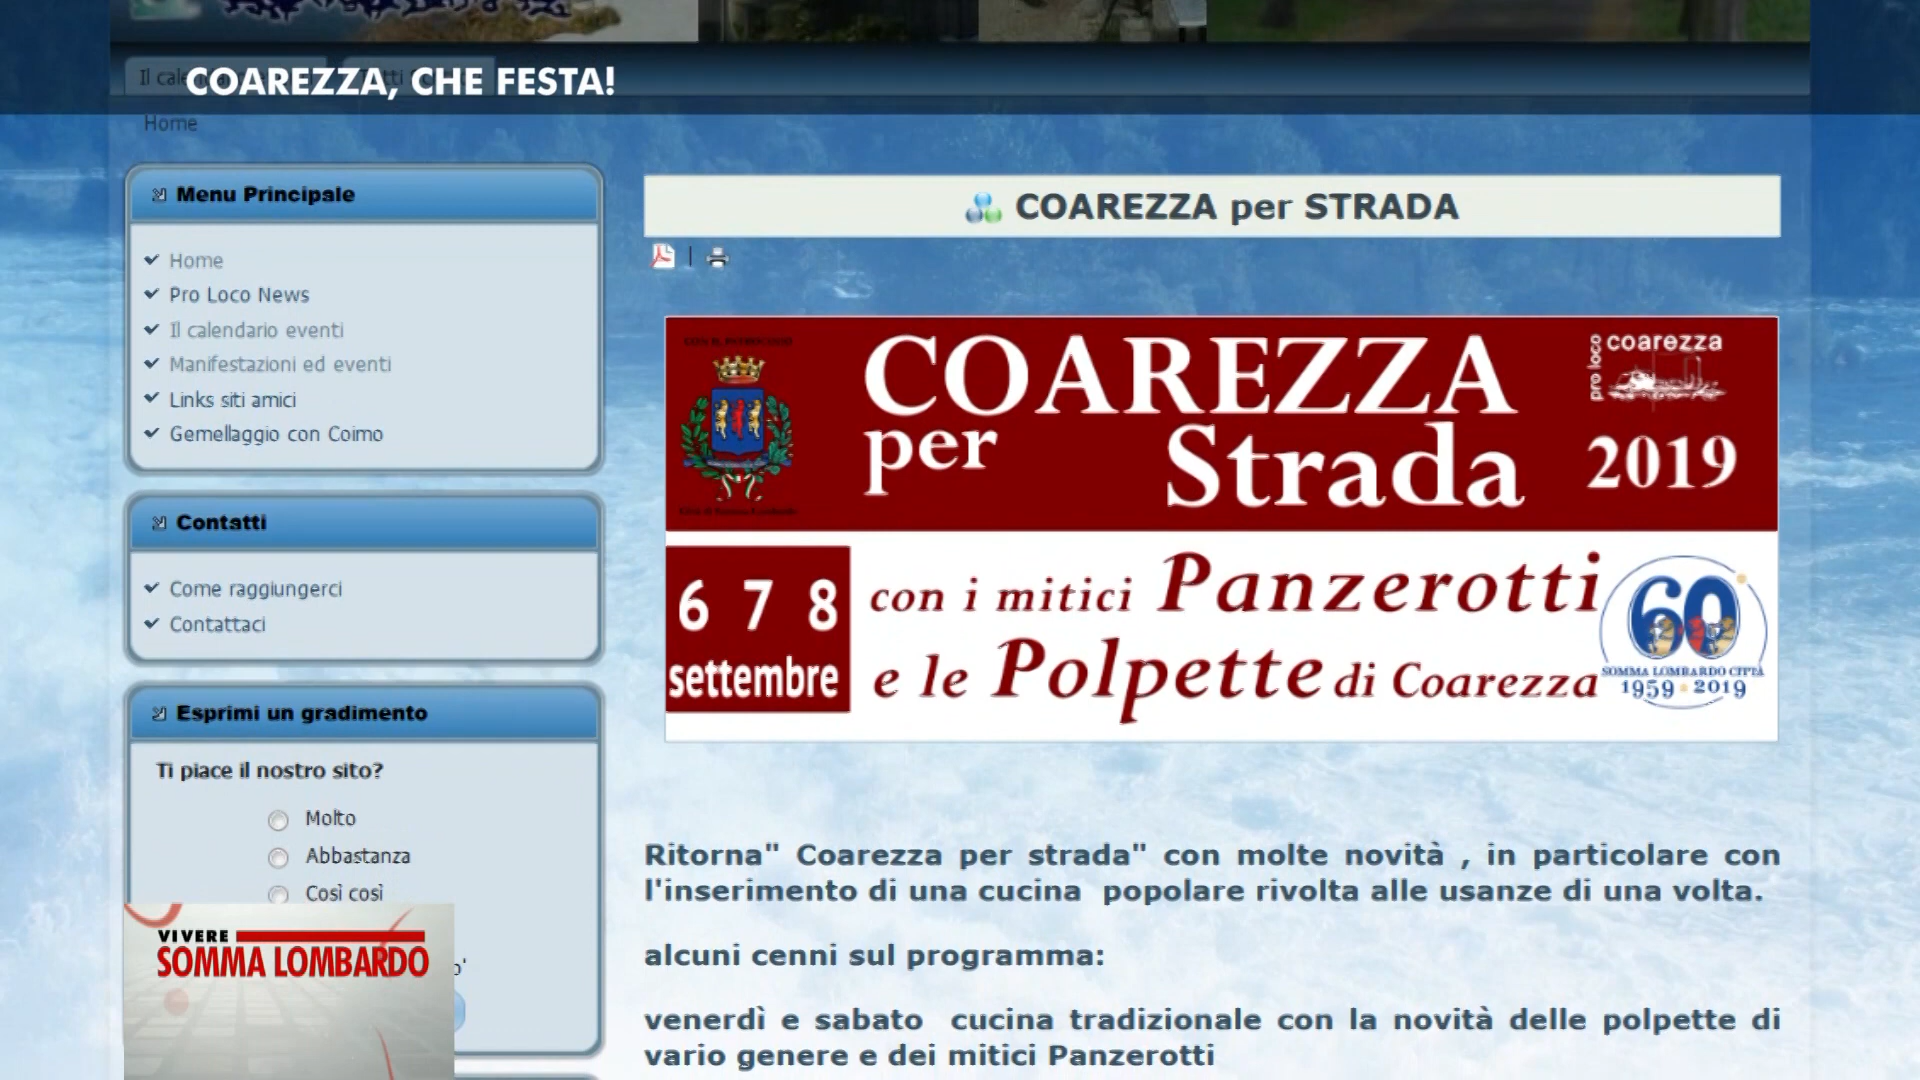 Il cal
COAREZZA, CHE FESTA!
Home
Menu Principale
Home
Pro Loco News
Il calendario eventi
Manifestazioni ed eventi
Links siti amici
Gemellaggio con Coimo
Contatti
Come raggiungerci
Contattaci
Esprimi un gradimento
Ti piace il nostro sito?
Molto
Abbastanza
Così così
VIVERE
SOMMA LOMBARDO
COAREZZA per STRADA
COAREZZA
per Strada
pro loco coarezza
2019
6 7 8
settembre
con i mitici Panzerotti
e le Polpette di Coarezza
60
SOMMA LOMBARDO CITTÀ
1959 2019
Ritorna" Coarezza per strada" con molte novità , in particolare con
l'inserimento di una cucina popolare rivolta alle usanze di una volta.
alcuni cenni sul programma:
venerdì e sabato cucina tradizionale con la novità delle polpette di
vario genere e dei mitici Panzerotti